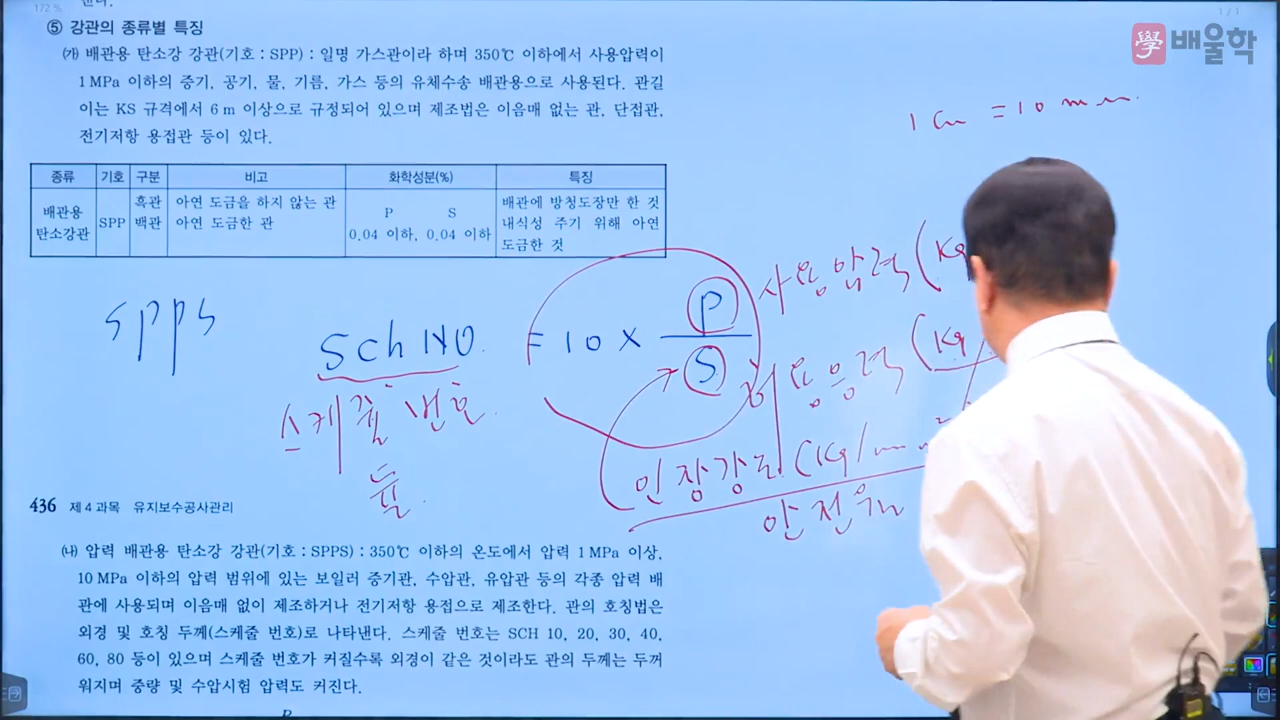 172 %
1 / 1
學 배울학
⑤ 강관의 종류별 특징
㈎ 배관용 탄소강 강관(기호 : SPP) : 일명 가스관이라 하며 350℃ 이하에서 사용압력이
1 MPa 이하의 증기, 공기, 물, 기름, 가스 등의 유체수송 배관용으로 사용된다. 관길
이는 KS 규격에서 6 m 이상으로 규정되어 있으며 제조법은 이음매 없는 관, 단접관,
전기저항 용접관 등이 있다.
1 cm = 10 mm
종류 기호 구분 비고 화학성분(%) 특징
배관용 탄소강관 SPP 흑관 아연 도금을 하지 않는 관 P S 배관에 방청도장만 한 것
백관 아연 도금한 관 0.04 이하, 0.04 이하 내식성 주기 위해 아연
도금한 것
SPPS
Sch NO. = 10 × P 사용압력 (Kg
S 허용응력 (Kg/
스케줄 번호
인장강도 (Kg/mm²
안전율
436 제 4 과목 유지보수공사관리
㈏ 압력 배관용 탄소강 강관(기호 : SPPS) : 350℃ 이하의 온도에서 압력 1 MPa 이상,
10 MPa 이하의 압력 범위에 있는 보일러 증기관, 수압관, 유압관 등의 각종 압력 배
관에 사용되며 이음매 없이 제조하거나 전기저항 용접으로 제조한다. 관의 호칭법은
외경 및 호칭 두께(스케줄 번호)로 나타낸다. 스케줄 번호는 SCH 10, 20, 30, 40,
60, 80 등이 있으며 스케줄 번호가 커질수록 외경이 같은 것이라도 관의 두께는 두꺼
워지며 중량 및 수압시험 압력도 커진다.
P